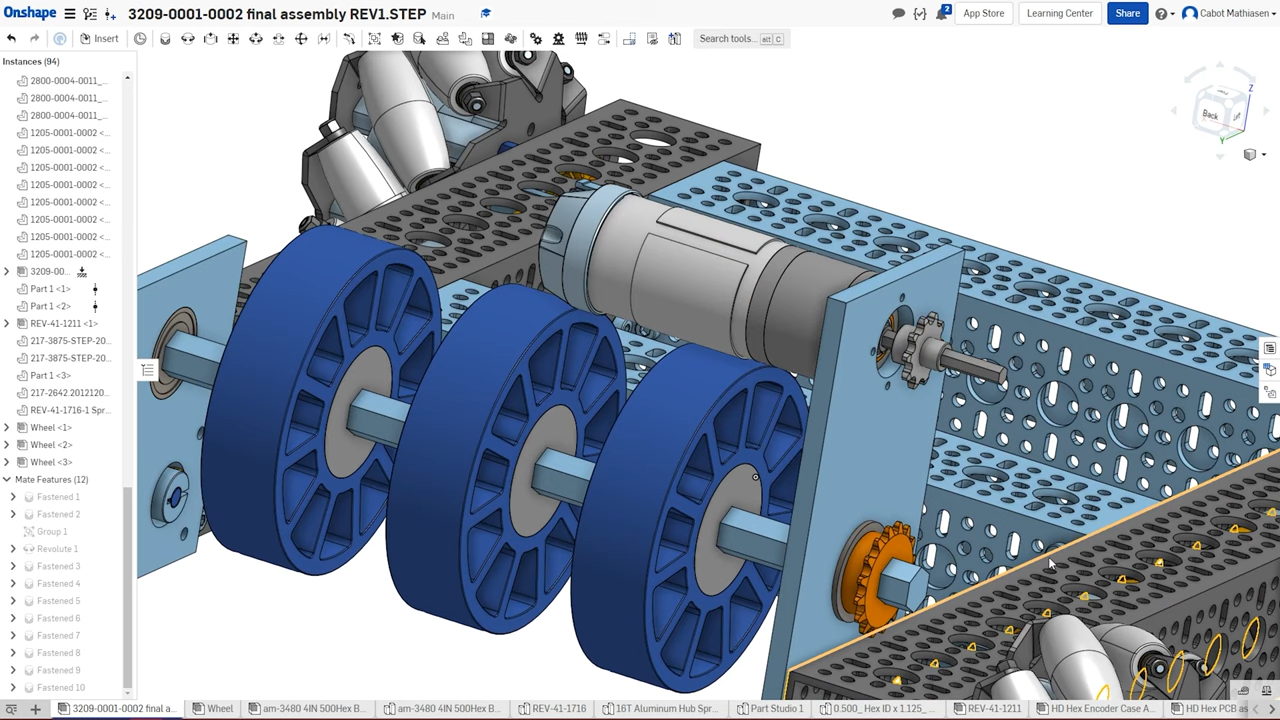 Onshape
3209-0001-0002 final assembly REV1.STEP Main
2
App Store
Learning Center
Share
Cabot Mathiasen
Insert
Search tools... alt C
Instances (94)
2800-0004-0011_...
2800-0004-0011_...
2800-0004-0011_...
1205-0001-0002 <...
1205-0001-0002 <...
1205-0001-0002 <...
1205-0001-0002 <...
1205-0001-0002 <...
1205-0001-0002 <...
1205-0001-0002 <...
1205-0001-0002 <...
3209-00...
Part 1 <1>
Part 1 <2>
REV-41-1211 <1>
217-3875-STEP-20...
217-3875-STEP-20...
Part 1 <3>
217-2642.2012120...
REV-41-1716-1 Spr...
Wheel <1>
Wheel <2>
Wheel <3>
Mate Features (12)
Fastened 1
Fastened 2
Group 1
Revolute 1
Fastened 3
Fastened 4
Fastened 5
Fastened 6
Fastened 7
Fastened 8
Fastened 9
Fastened 10
Z
Back
Left
Y
3209-0001-0002 final a...
Wheel
am-3480 4IN 500Hex B...
am-3480 4IN 500Hex B...
REV-41-1716
16T Aluminum Hub Spr...
Part Studio 1
0.500_ Hex ID x 1.125_ ...
REV-41-1211
HD Hex Encoder Case A...
HD Hex PCB as